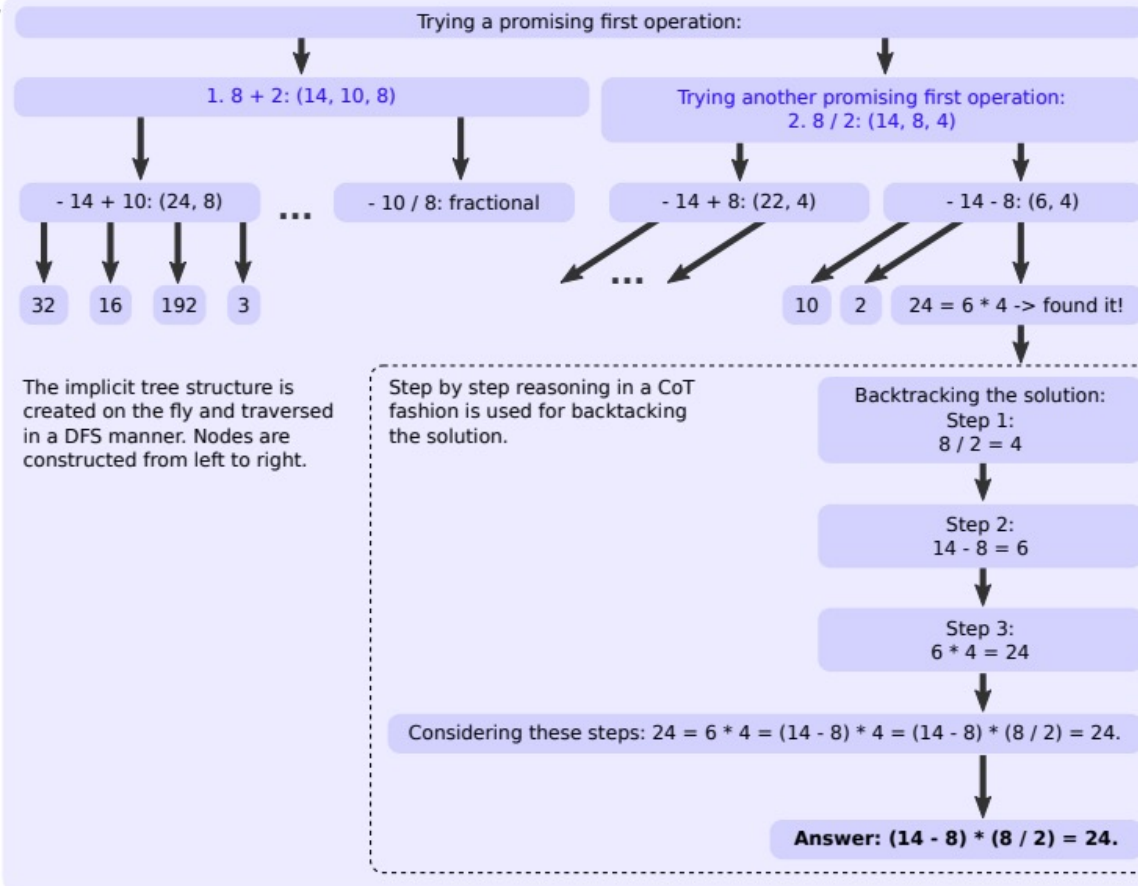 Trying a promising first operation:
1. 8 + 2: (14, 10, 8)
Trying another promising first operation:
2. 8 / 2: (14, 8, 4)
- 14 + 10: (24, 8)
...
- 10 / 8: fractional
- 14 + 8: (22, 4)
- 14 - 8: (6, 4)
32
16
192
3
...
10
2
24 = 6 * 4 -> found it!
The implicit tree structure is
created on the fly and traversed
in a DFS manner. Nodes are
constructed from left to right.
Step by step reasoning in a CoT
fashion is used for backtacking
the solution.
Backtracking the solution:
Step 1:
8 / 2 = 4
Step 2:
14 - 8 = 6
Step 3:
6 * 4 = 24
Considering these steps: 24 = 6 * 4 = (14 - 8) * 4 = (14 - 8) * (8 / 2) = 24.
Answer: (14 - 8) * (8 / 2) = 24.